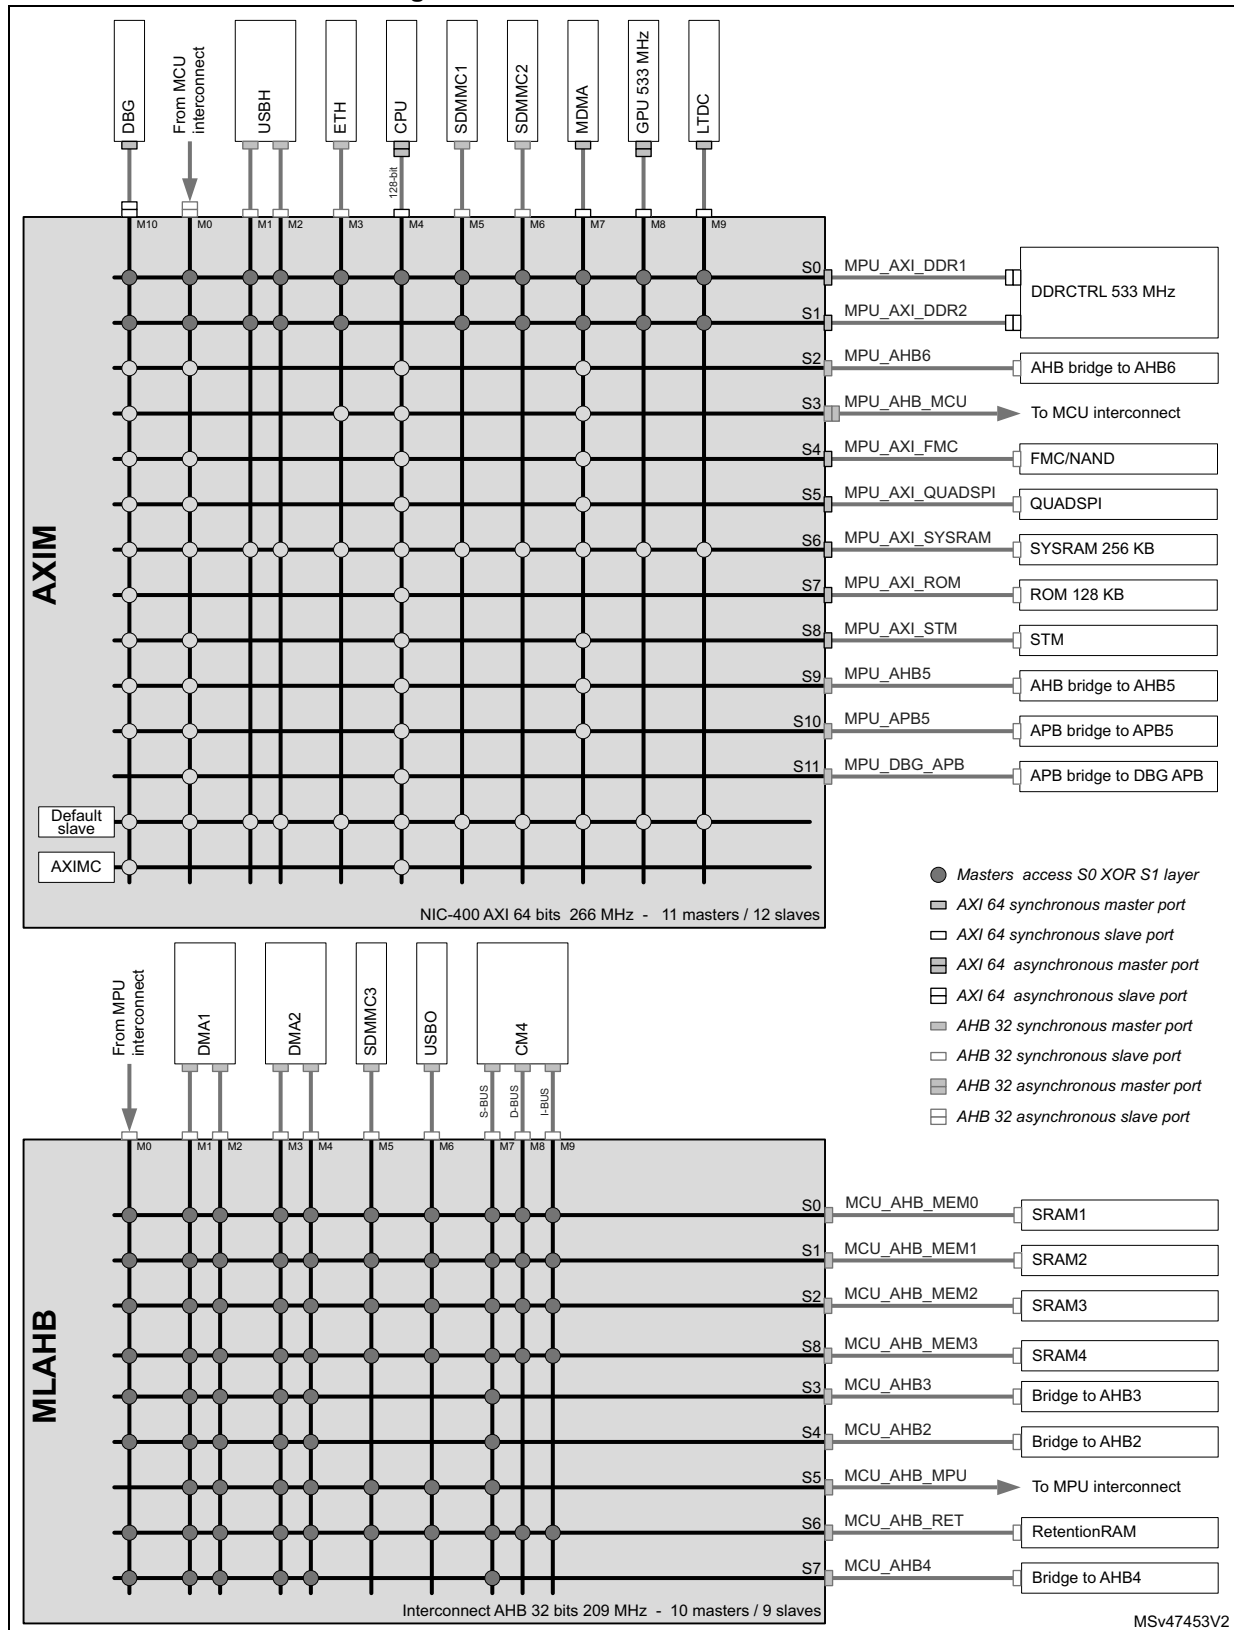 DBG
From MCU
interconnect
USBH
ETH
CPU
SDMMC1
SDMMC2
MDMA
GPU 533 MHz
LTDC
128-bit
M10
M0
M1
M2
M3
M4
M5
M6
M7
M8
M9
AXIM
S0
MPU_AXI_DDR1
DDRCTRL 533 MHz
S1
MPU_AXI_DDR2
S2
MPU_AHB6
AHB bridge to AHB6
S3
MPU_AHB_MCU
To MCU interconnect
S4
MPU_AXI_FMC
FMC/NAND
S5
MPU_AXI_QUADSPI
QUADSPI
S6
MPU_AXI_SYSRAM
SYSRAM 256 KB
S7
MPU_AXI_ROM
ROM 128 KB
S8
MPU_AXI_STM
STM
S9
MPU_AHB5
AHB bridge to AHB5
S10
MPU_APB5
APB bridge to APB5
S11
MPU_DBG_APB
APB bridge to DBG APB
Default
slave
AXIMC
NIC-400 AXI 64 bits 266 MHz - 11 masters / 12 slaves
Masters access S0 XOR S1 layer
AXI 64 synchronous master port
AXI 64 synchronous slave port
AXI 64 asynchronous master port
AXI 64 asynchronous slave port
AHB 32 synchronous master port
AHB 32 synchronous slave port
AHB 32 asynchronous master port
AHB 32 asynchronous slave port
From MPU
interconnect
DMA1
DMA2
SDMMC3
USBO
CM4
S-BUS
D-BUS
I-BUS
M0
M1
M2
M3
M4
M5
M6
M7
M8
M9
MLAHB
S0
MCU_AHB_MEM0
SRAM1
S1
MCU_AHB_MEM1
SRAM2
S2
MCU_AHB_MEM2
SRAM3
S8
MCU_AHB_MEM3
SRAM4
S3
MCU_AHB3
Bridge to AHB3
S4
MCU_AHB2
Bridge to AHB2
S5
MCU_AHB_MPU
To MPU interconnect
S6
MCU_AHB_RET
RetentionRAM
S7
MCU_AHB4
Bridge to AHB4
Interconnect AHB 32 bits 209 MHz - 10 masters / 9 slaves
MSv47453V2